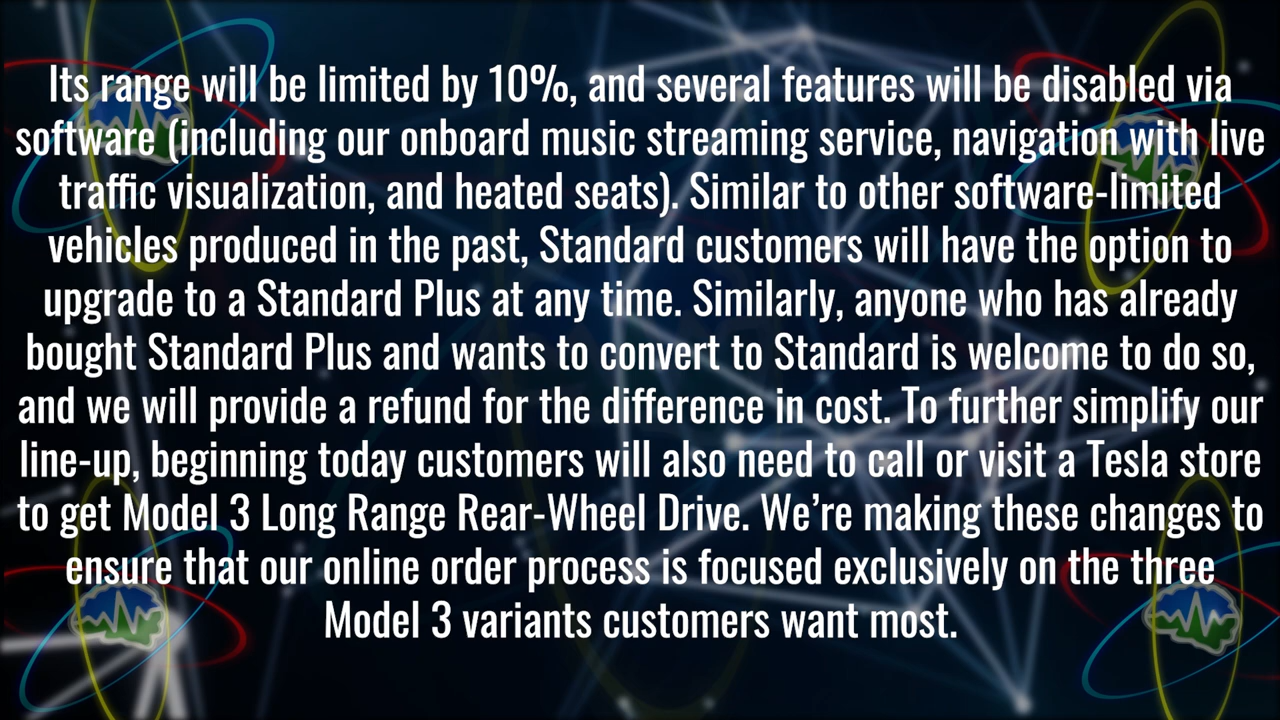 Its range will be limited by 10%, and several features will be disabled via
software (including our onboard music streaming service, navigation with live
traffic visualization, and heated seats). Similar to other software-limited
vehicles produced in the past, Standard customers will have the option to
upgrade to a Standard Plus at any time. Similarly, anyone who has already
bought Standard Plus and wants to convert to Standard is welcome to do so,
and we will provide a refund for the difference in cost. To further simplify our
line-up, beginning today customers will also need to call or visit a Tesla store
to get Model 3 Long Range Rear-Wheel Drive. We’re making these changes to
ensure that our online order process is focused exclusively on the three
Model 3 variants customers want most.